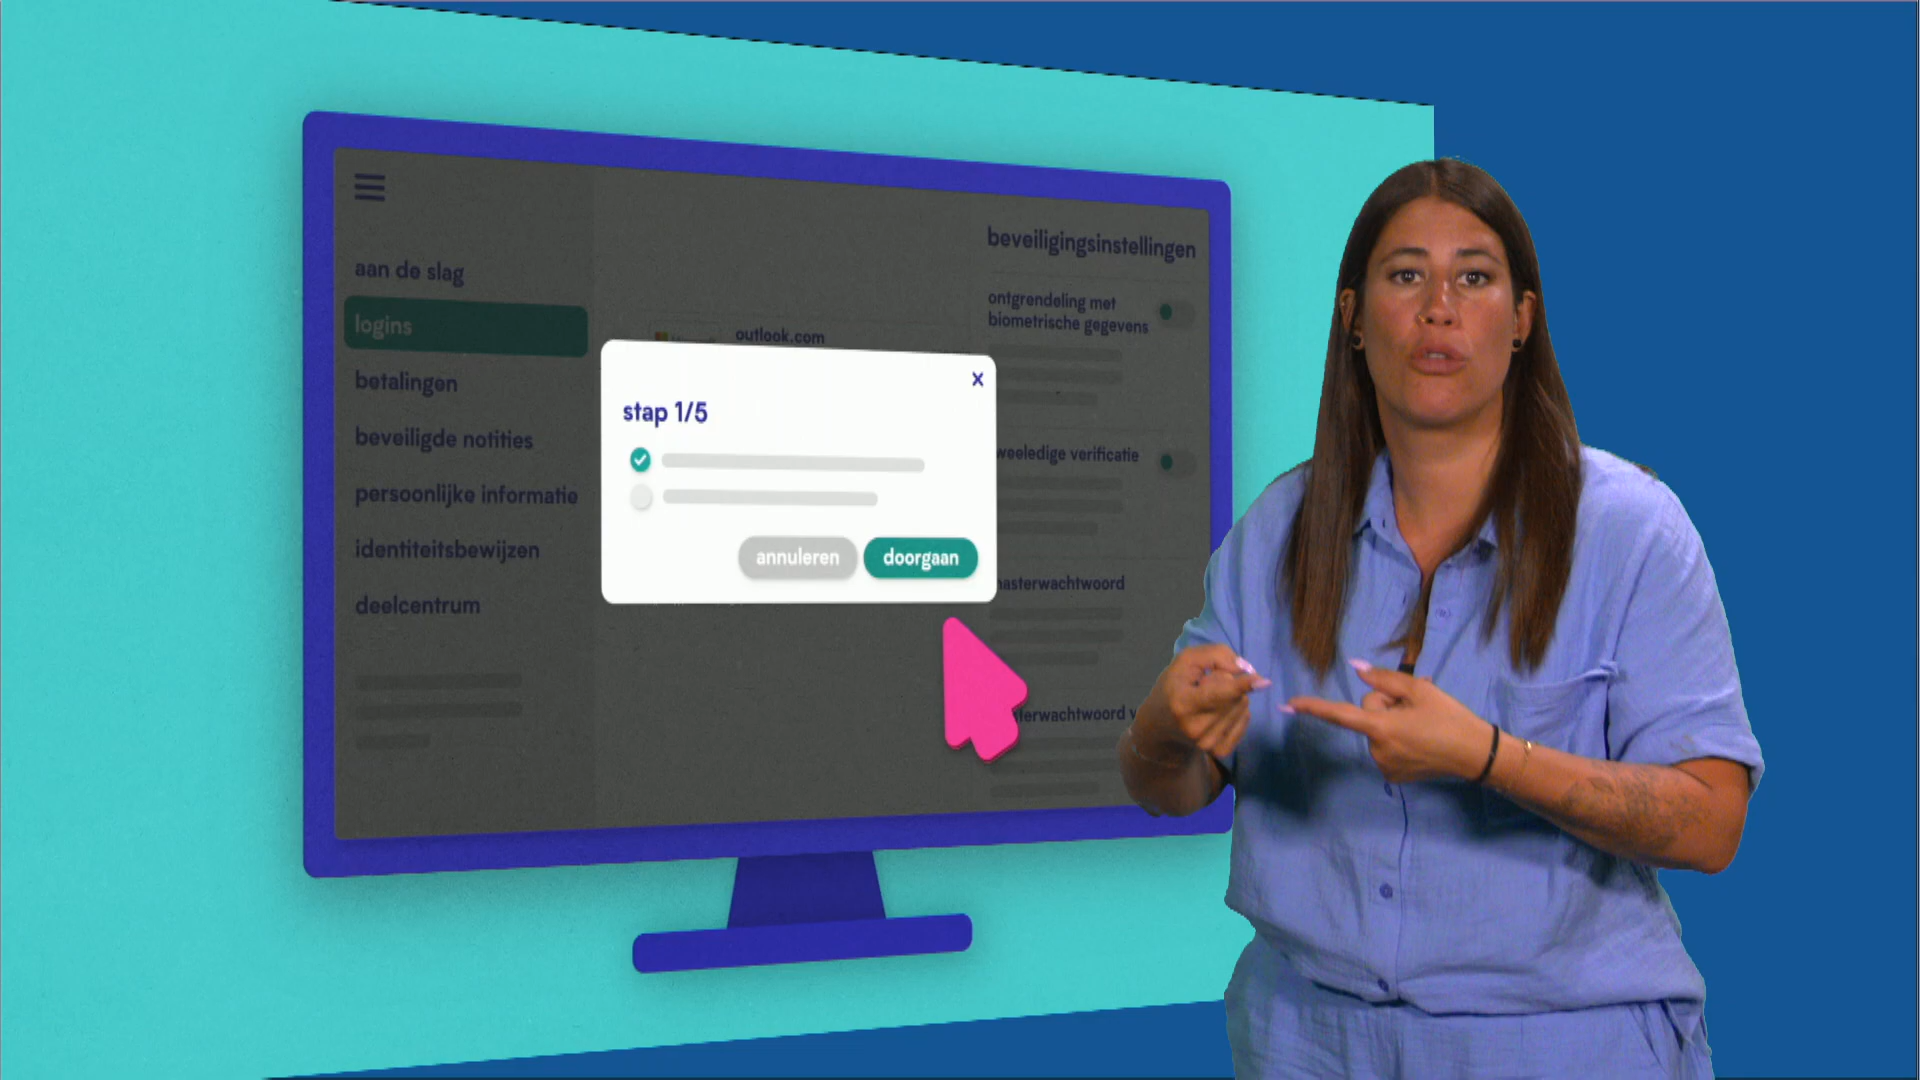 aan de slag
logins
betalingen
beveiligde notities
persoonlijke informatie
identiteitsbewijzen
deelcentrum
outlook.com
x
stap 1/5
annuleren
doorgaan
beveiligingsinstellingen
ontgrendeling met
biometrische gegevens
verificatie